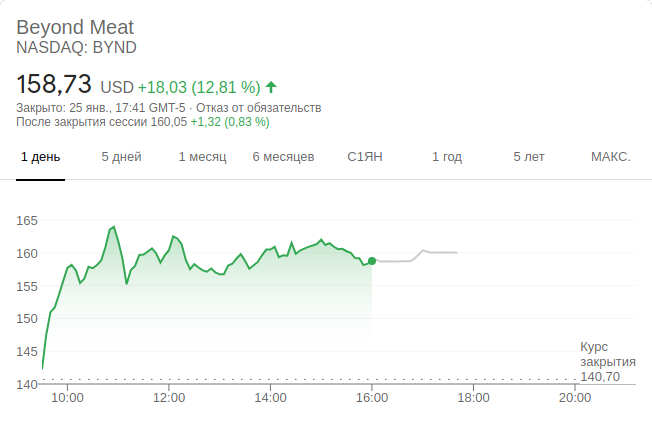 Beyond Meat
NASDAQ: BYND
158,73 USD +18,03 (12,81 %)
Закрыто: 25 янв., 17:41 GMT-5 · Отказ от обязательств
После закрытия сессии 160,05 +1,32 (0,83 %)
1 день 5 дней 1 месяц 6 месяцев С1ЯН 1 год 5 лет МАКС.
165
160
155
150
145
140
Курс
закрытия
140,70
10:00 12:00 14:00 16:00 18:00 20:00